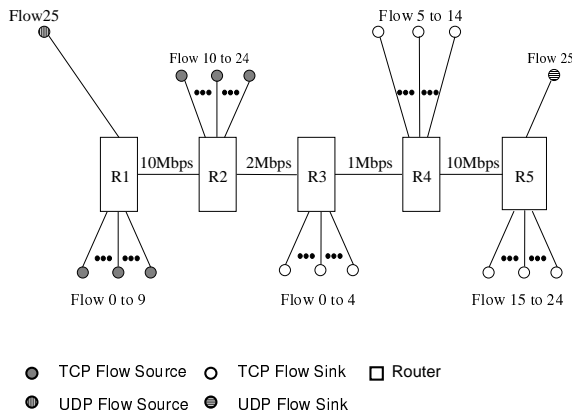 Flow25
Flow 5 to 14
Flow 10 to 24
Flow 25
R1
10Mbps
R2
2Mbps
R3
1Mbps
R4
10Mbps
R5
Flow 0 to 9
Flow 0 to 4
Flow 15 to 24
TCP Flow Source
TCP Flow Sink
Router
UDP Flow Source
UDP Flow Sink